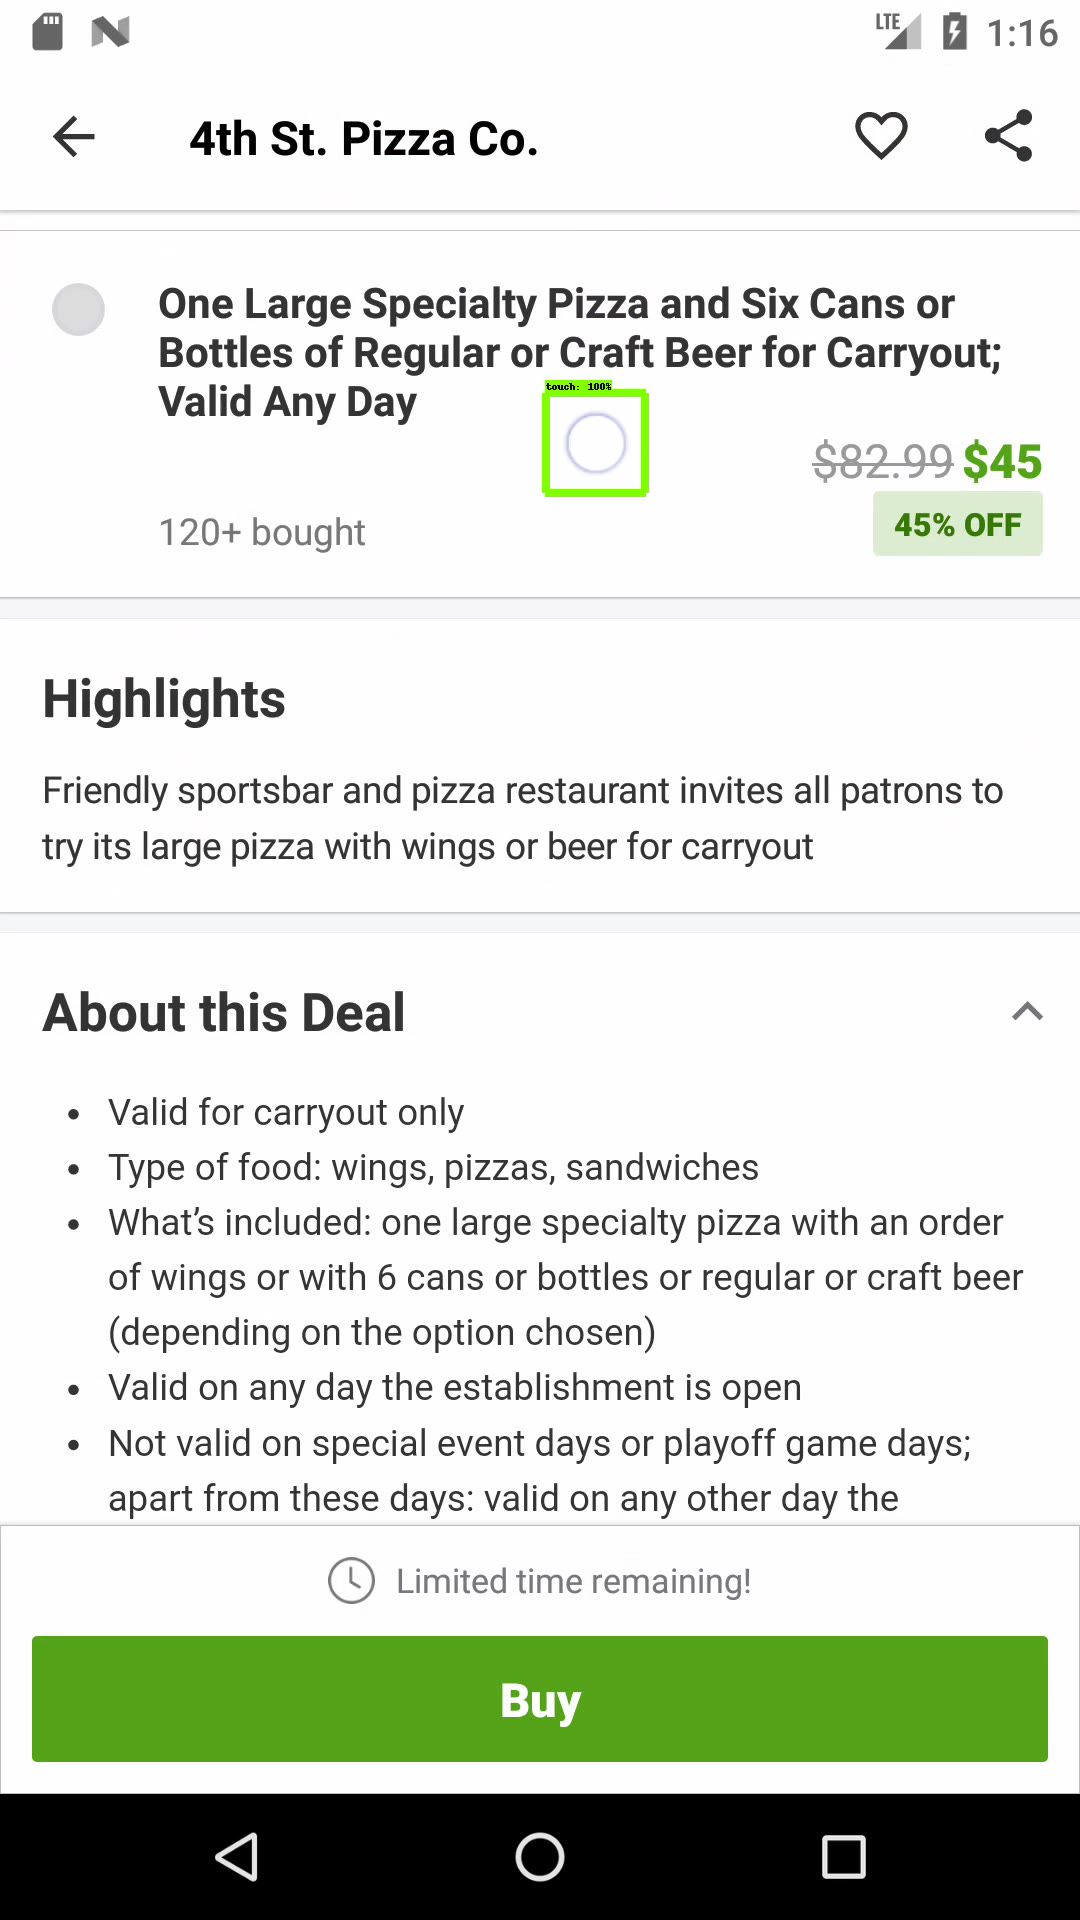 LTE 1:16
4th St. Pizza Co.
One Large Specialty Pizza and Six Cans or
Bottles of Regular or Craft Beer for Carryout;
Valid Any Day
touch: 100%
$82.99 $45
45% OFF
120+ bought
Highlights
Friendly sportsbar and pizza restaurant invites all patrons to
try its large pizza with wings or beer for carryout
About this Deal
• Valid for carryout only
• Type of food: wings, pizzas, sandwiches
• What’s included: one large specialty pizza with an order
of wings or with 6 cans or bottles or regular or craft beer
(depending on the option chosen)
• Valid on any day the establishment is open
• Not valid on special event days or playoff game days;
apart from these days: valid on any other day the
Limited time remaining!
Buy